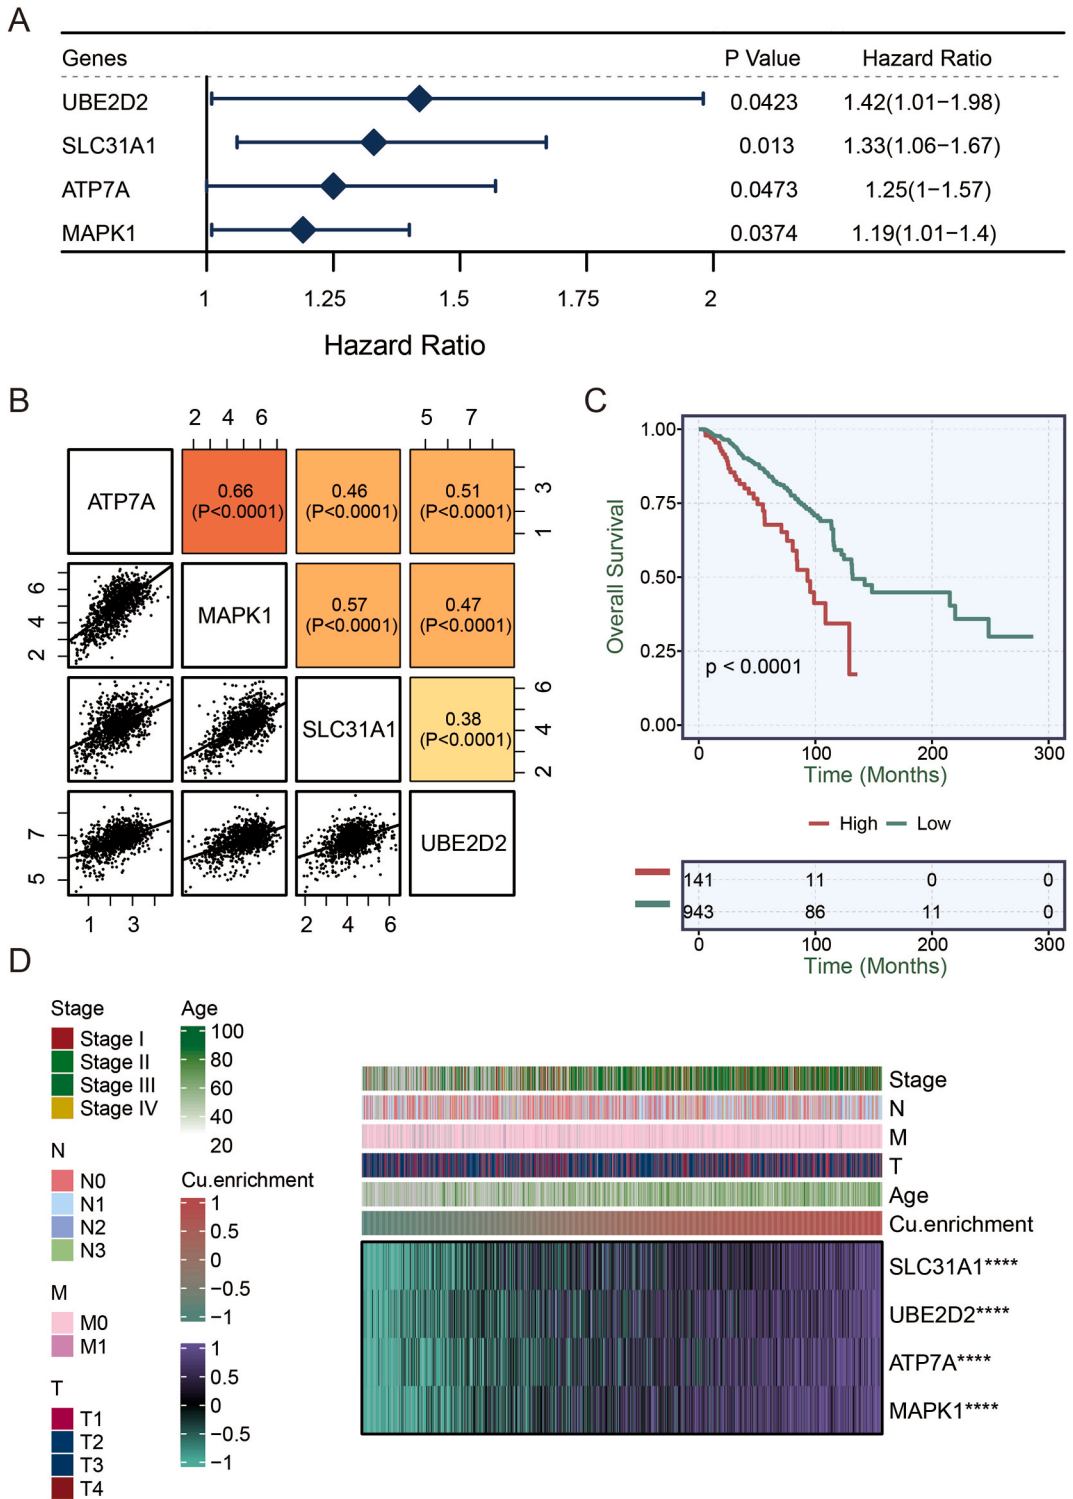 A
Genes P Value Hazard Ratio
UBE2D2 0.0423 1.42(1.01−1.98)
SLC31A1 0.013 1.33(1.06−1.67)
ATP7A 0.0473 1.25(1−1.57)
MAPK1 0.0374 1.19(1.01−1.4)
1 1.25 1.5 1.75 2
Hazard Ratio
B
2 4 6 5 7
ATP7A 0.66 0.46 0.51 3
(P<0.0001) (P<0.0001) (P<0.0001)
1
6
4
2
MAPK1 0.57 0.47
(P<0.0001) (P<0.0001)
SLC31A1 0.38
(P<0.0001)
6
4
2
7
5
UBE2D2
1 3 2 4 6
C
1.00
0.75
0.50
0.25
0.00
Overall Survival
p < 0.0001
0 100 200 300
Time (Months)
High Low
141 11 0 0
943 86 11 0
0 100 200 300
Time (Months)
D
Stage
Stage I
Stage II
Stage III
Stage IV
N
N0
N1
N2
N3
M
M0
M1
T
T1
T2
T3
T4
Age
100
80
60
40
20
Cu.enrichment
1
0.5
0
−0.5
−1
1
0.5
0
−0.5
−1
Stage
N
M
T
Age
Cu.enrichment
SLC31A1****
UBE2D2****
ATP7A****
MAPK1****